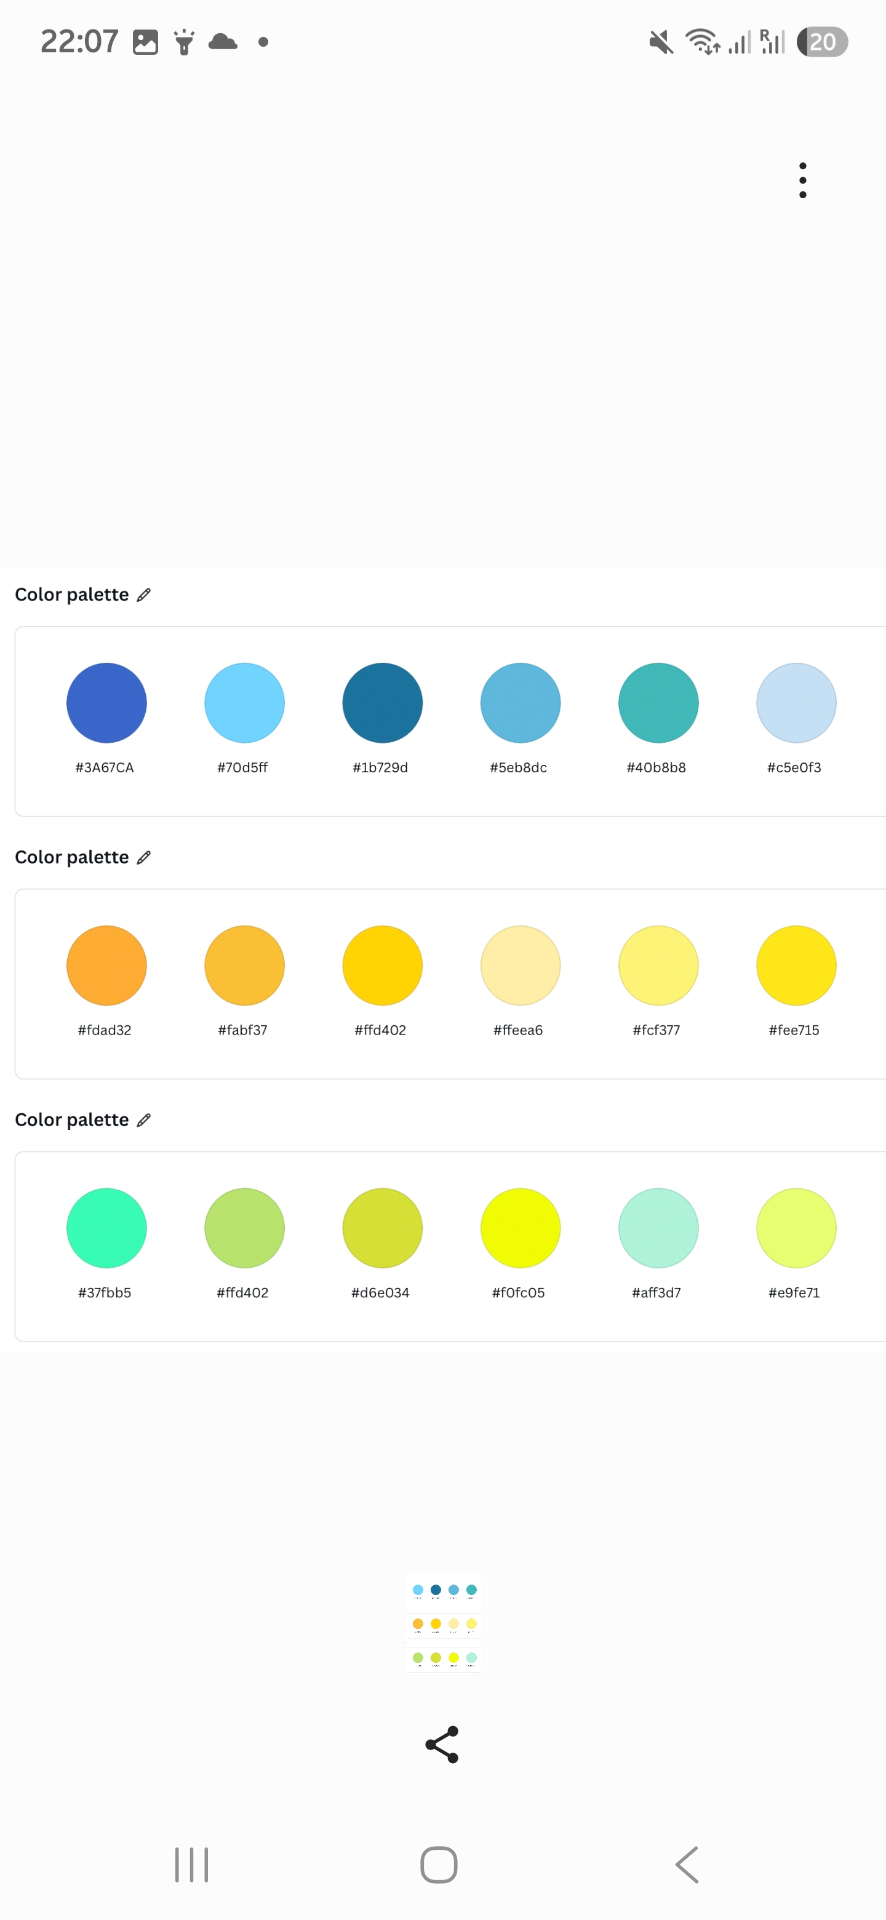 22:07
R
20
Color palette
#3A67CA #70d5ff #1b729d #5eb8dc #40b8b8 #c5e0f3
Color palette
#fdad32 #fabf37 #ffd402 #ffeea6 #fcf377 #fee715
Color palette
#37fbb5 #ffd402 #d6e034 #f0fc05 #aff3d7 #e9fe71